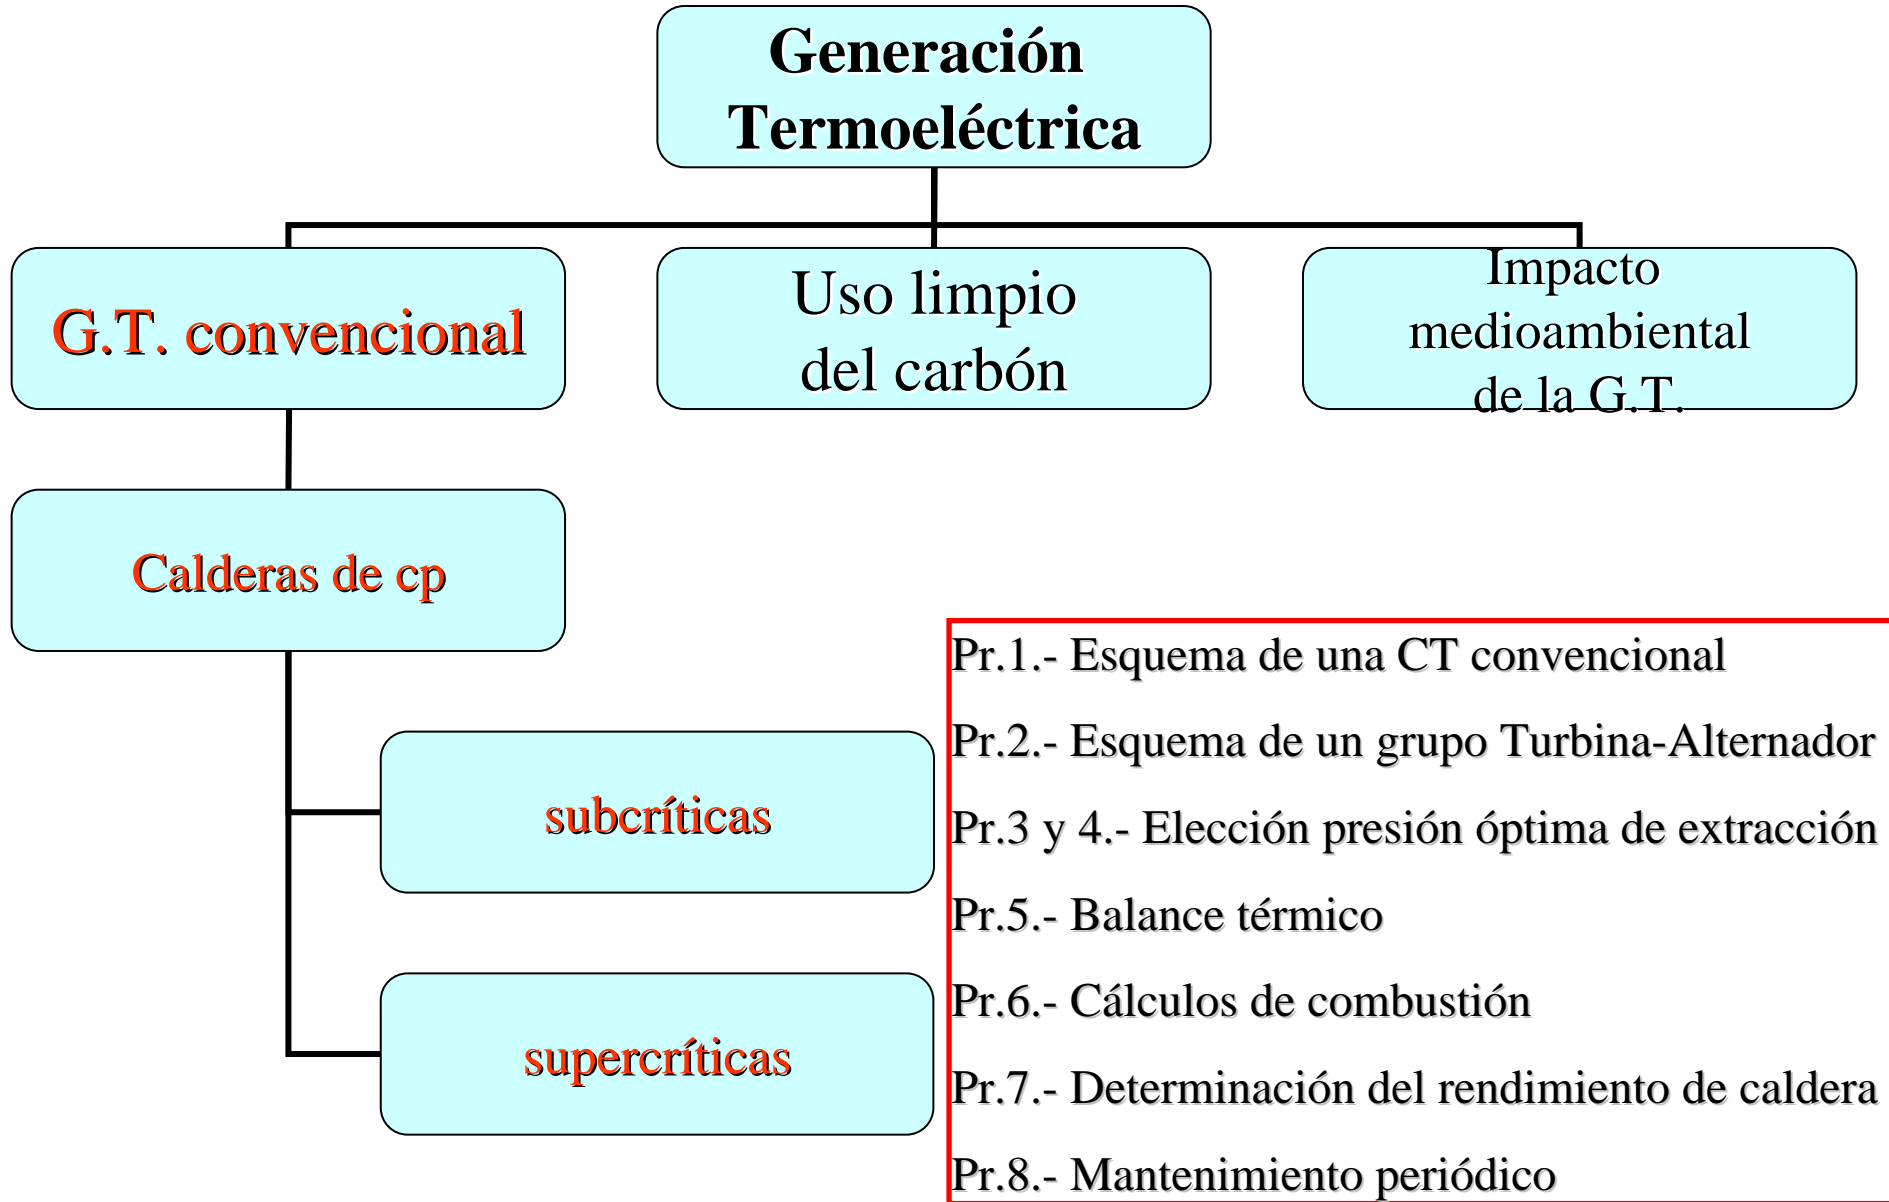 Generación
Termoeléctrica
G.T. convencional
Uso limpio
del carbón
Impacto
medioambiental
de la G.T.
Calderas de cp
subcríticas
supercríticas
Pr.1.- Esquema de una CT convencional
Pr.2.- Esquema de un grupo Turbina-Alternador
Pr.3 y 4.- Elección presión óptima de extracción
Pr.5.- Balance térmico
Pr.6.- Cálculos de combustión
Pr.7.- Determinación del rendimiento de caldera
Pr.8.- Mantenimiento periódico